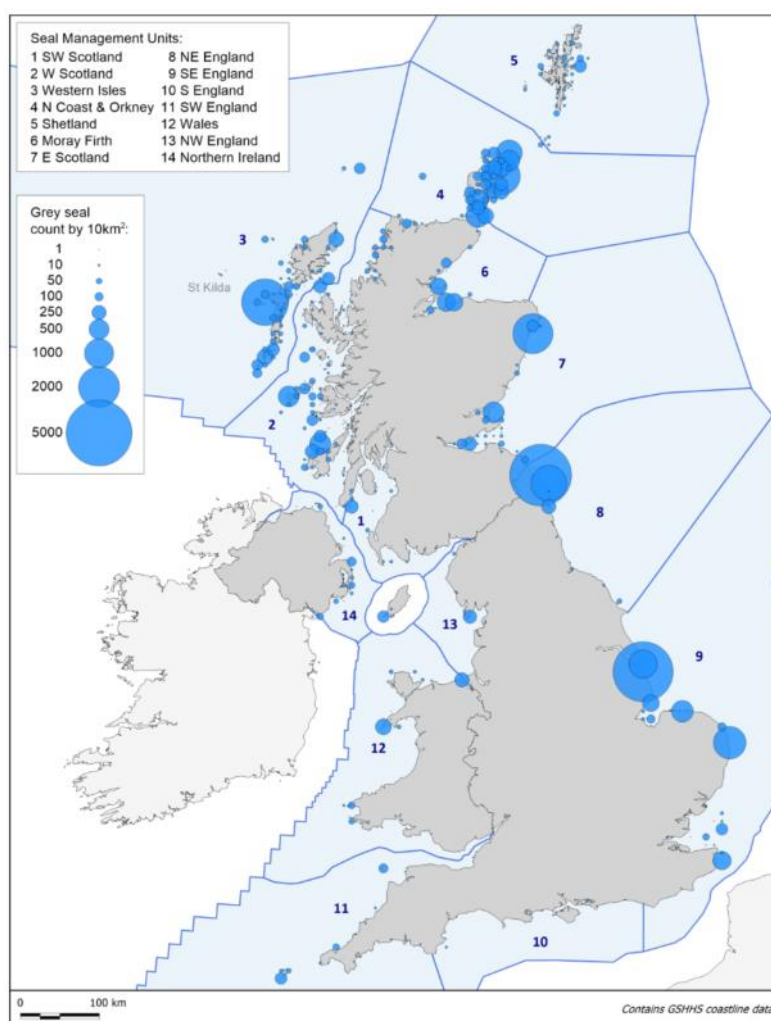 Seal Management Units:
1 SW Scotland 8 NE England
2 W Scotland 9 SE England
3 Western Isles 10 S England
4 N Coast & Orkney 11 SW England
5 Shetland 12 Wales
6 Moray Firth 13 NW England
7 E Scotland 14 Northern Ireland
Grey seal
count by 10km²:
1
10
50
100
250
500
1000
2000
5000
5
4
3
St Kilda
6
7
2
8
1
14
13
9
12
11
10
0 100 km
Contains GSHHS coastline data